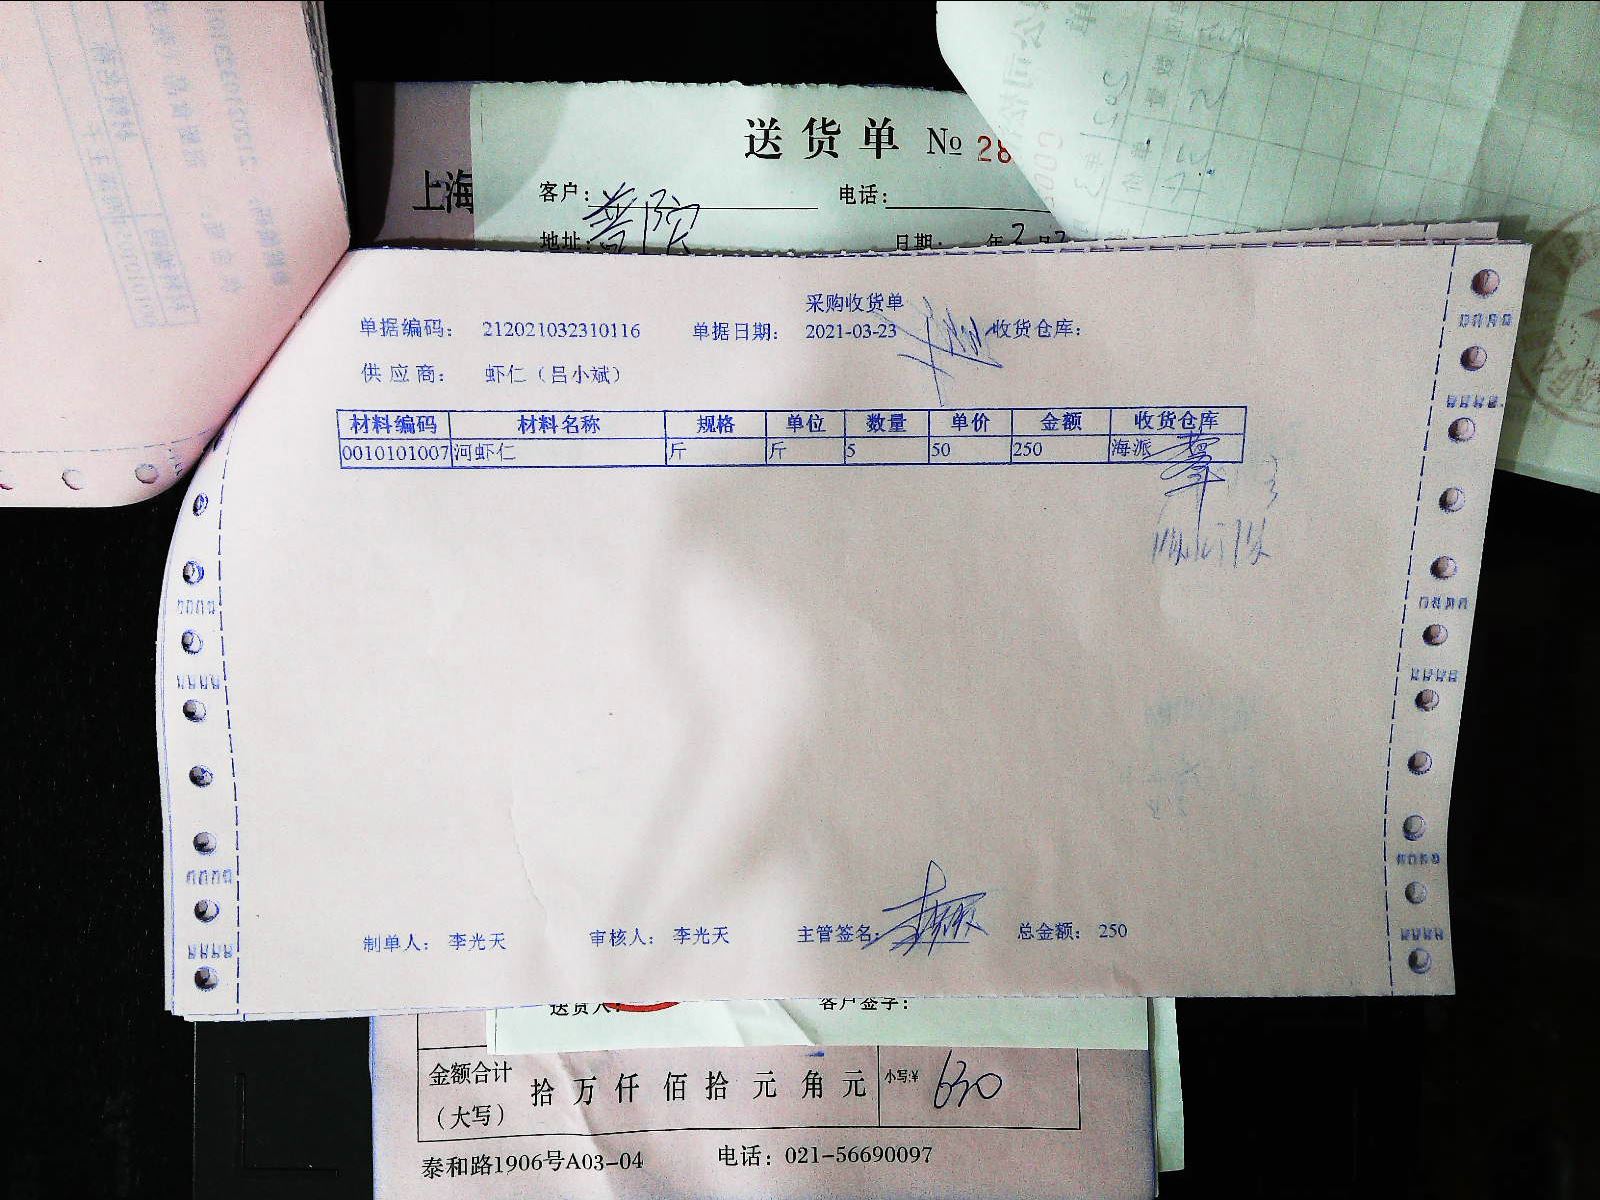 送货单 № 28
上海
客户： 电话：
地址： 日期： 年3月
采购收货单
单据编码： 212021032310116 单据日期： 2021-03-23 收货仓库：
供应商： 虾仁（吕小斌）
材料编码 材料名称 规格 单位 数量 单价 金额 收货仓库
0010101007 河虾仁 斤 斤 5 50 250 海派
制单人： 李光天 审核人： 李光天 主管签名： 总金额： 250
送货人： 客户签字：
金额合计（大写） 拾 万 仟 佰 拾 元 角 元 小写:¥ 630
泰和路1906号A03-04 电话：021-56690097